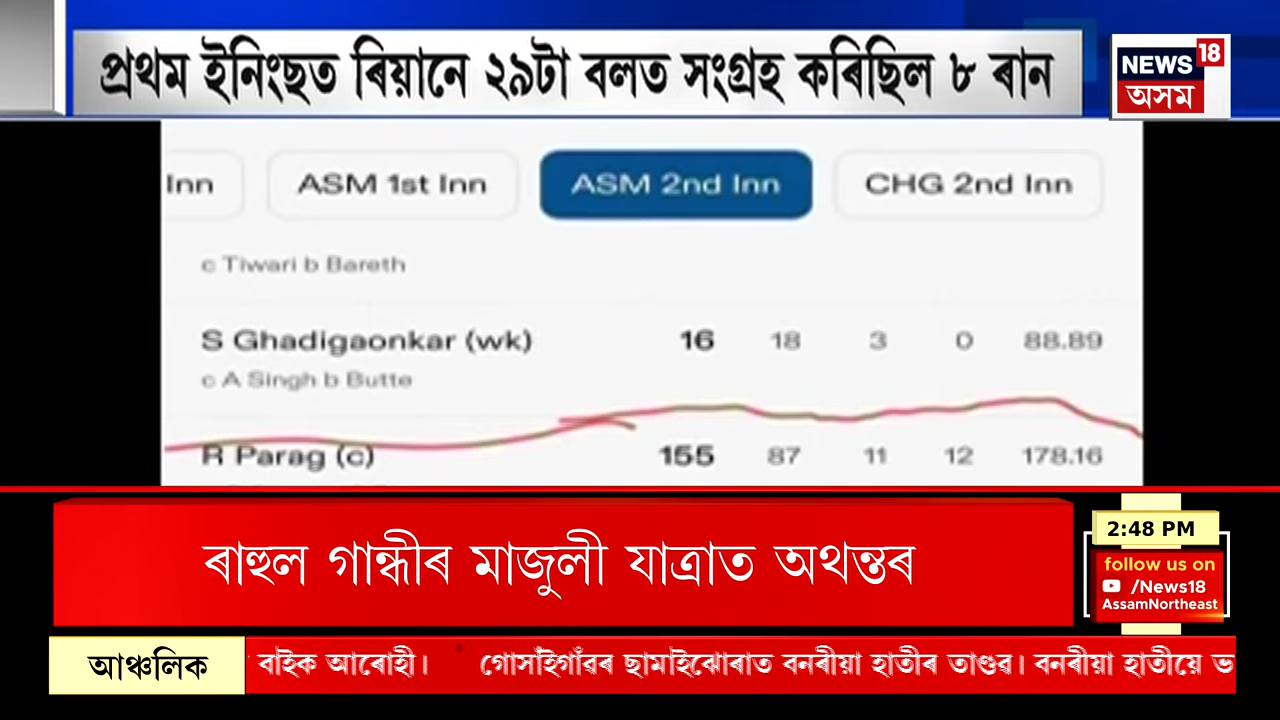 প্ৰথম ইনিংছত ৰিয়ানে ২৯টা বলত সংগ্ৰহ কৰিছিল ৮ ৰান
NEWS 18
অসম
Inn ASM 1st Inn ASM 2nd Inn CHG 2nd Inn
c Tiwari b Bareth
S Ghadigaonkar (wk) 16 18 3 0 88.89
c A Singh b Butte
R Parag (c) 155 87 11 12 178.16
ৰাহুল গান্ধীৰ মাজুলী যাত্ৰাত অথন্তৰ
2:48 PM
follow us on
/News18
AssamNortheast
আঞ্চলিক বাইক আৰোহী। গোসাঁইগাঁৱৰ ছামাইঝোৰাত বনৰীয়া হাতীৰ তাণ্ডৱ। বনৰীয়া হাতীয়ে ভ